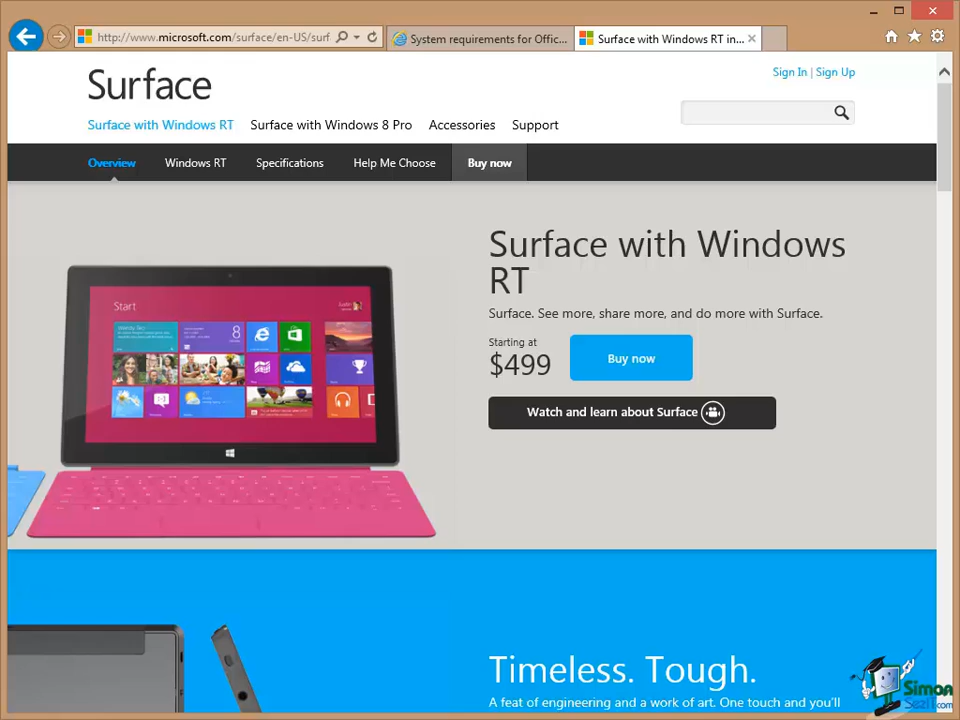 http://www.microsoft.com/surface/en-US/surf
System requirements for Offic...
Surface with Windows RT in...
Sign In | Sign Up
Surface
Surface with Windows RT
Surface with Windows 8 Pro
Accessories
Support
Overview
Windows RT
Specifications
Help Me Choose
Buy now
Start
8
Surface with Windows
RT
Surface. See more, share more, and do more with Surface.
Starting at
$499
Buy now
Watch and learn about Surface
Timeless. Tough.
A feat of engineering and a work of art. One touch and you'll
Simon
SezIt.com